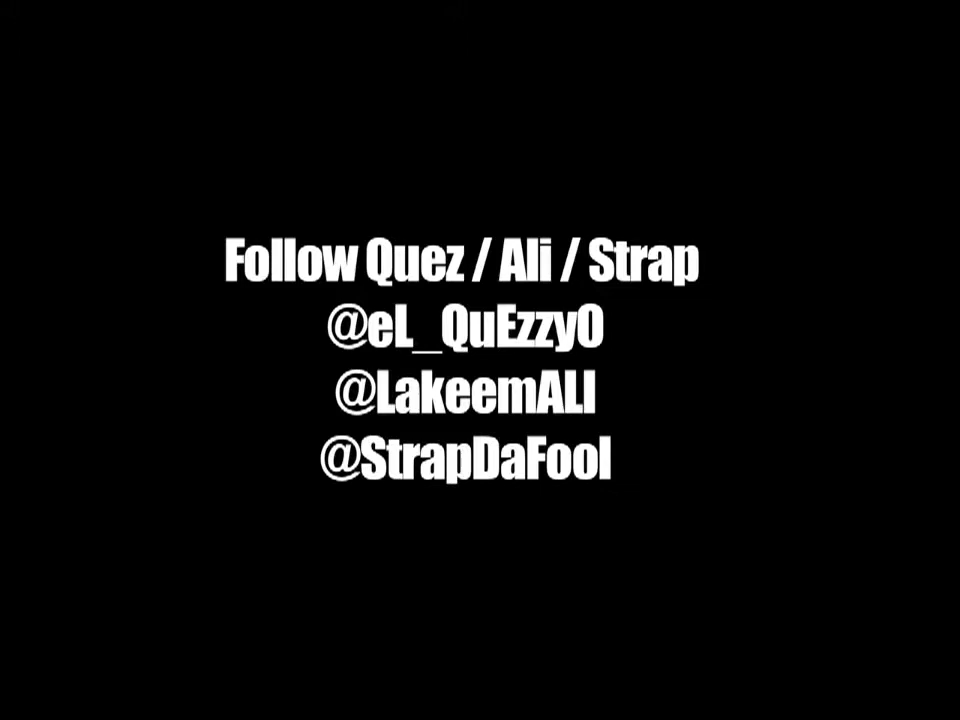 Follow Quez / Ali / Strap
@eL_QuEzzyO
@LakeemALI
@StrapDaFool